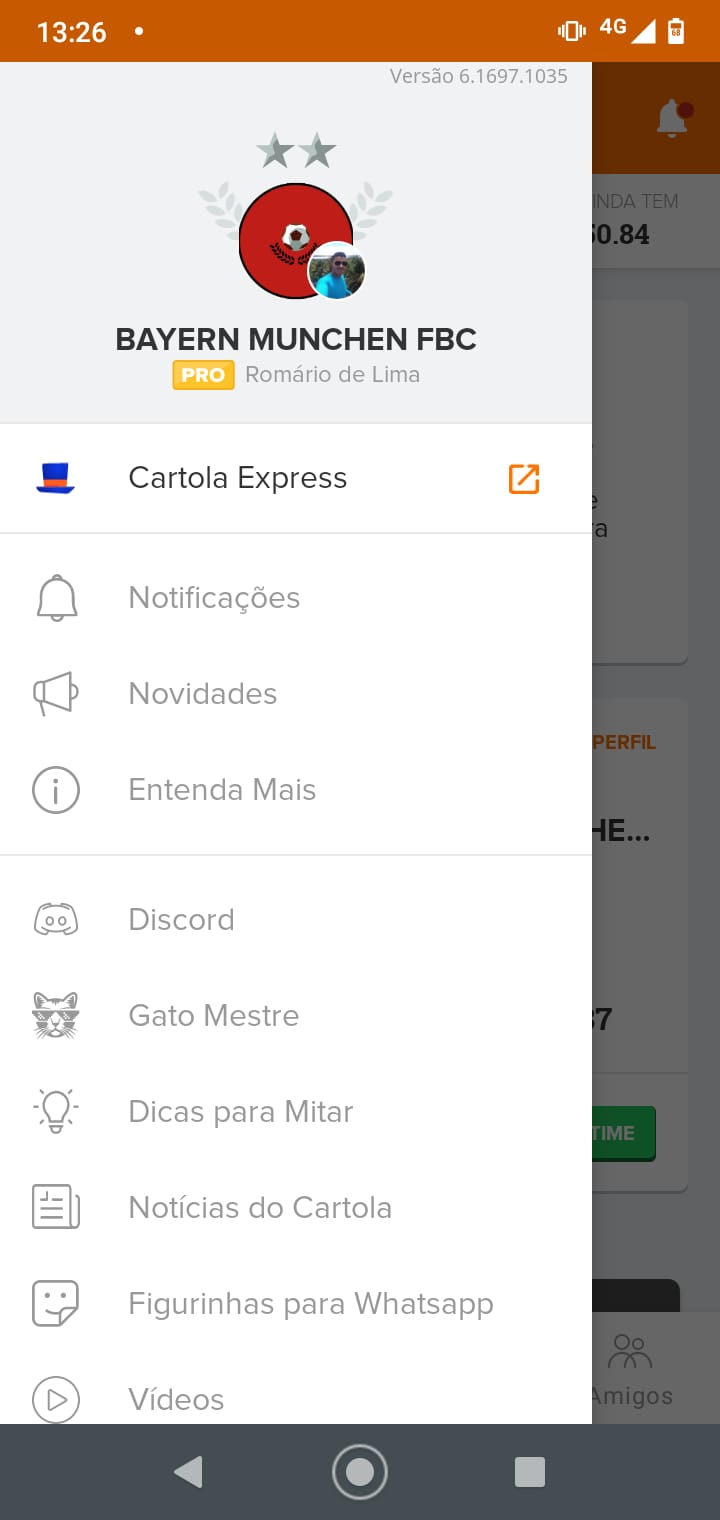 13:26
4G
68
Versão 6.1697.1035
INDA TEM
50.84
BAYERN MUNCHEN FBC
PRO Romário de Lima
Cartola Express
e
ra
Notificações
Novidades
PERFIL
Entenda Mais
HE...
Discord
Gato Mestre
37
Dicas para Mitar
TIME
Notícias do Cartola
Figurinhas para Whatsapp
Vídeos
Amigos